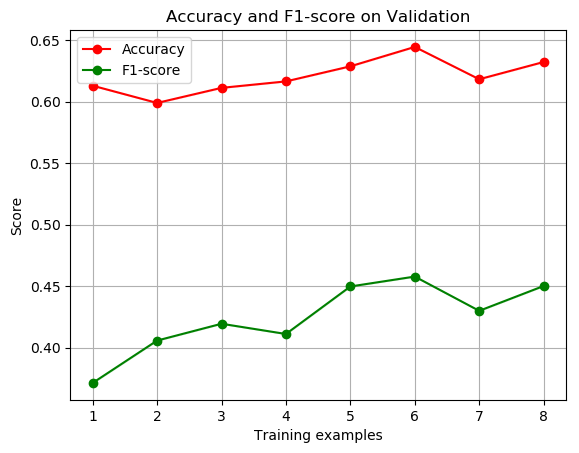 Accuracy and F1-score on Validation
Accuracy
F1-score
0.65
0.60
0.55
0.50
0.45
0.40
Score
1 2 3 4 5 6 7 8
Training examples